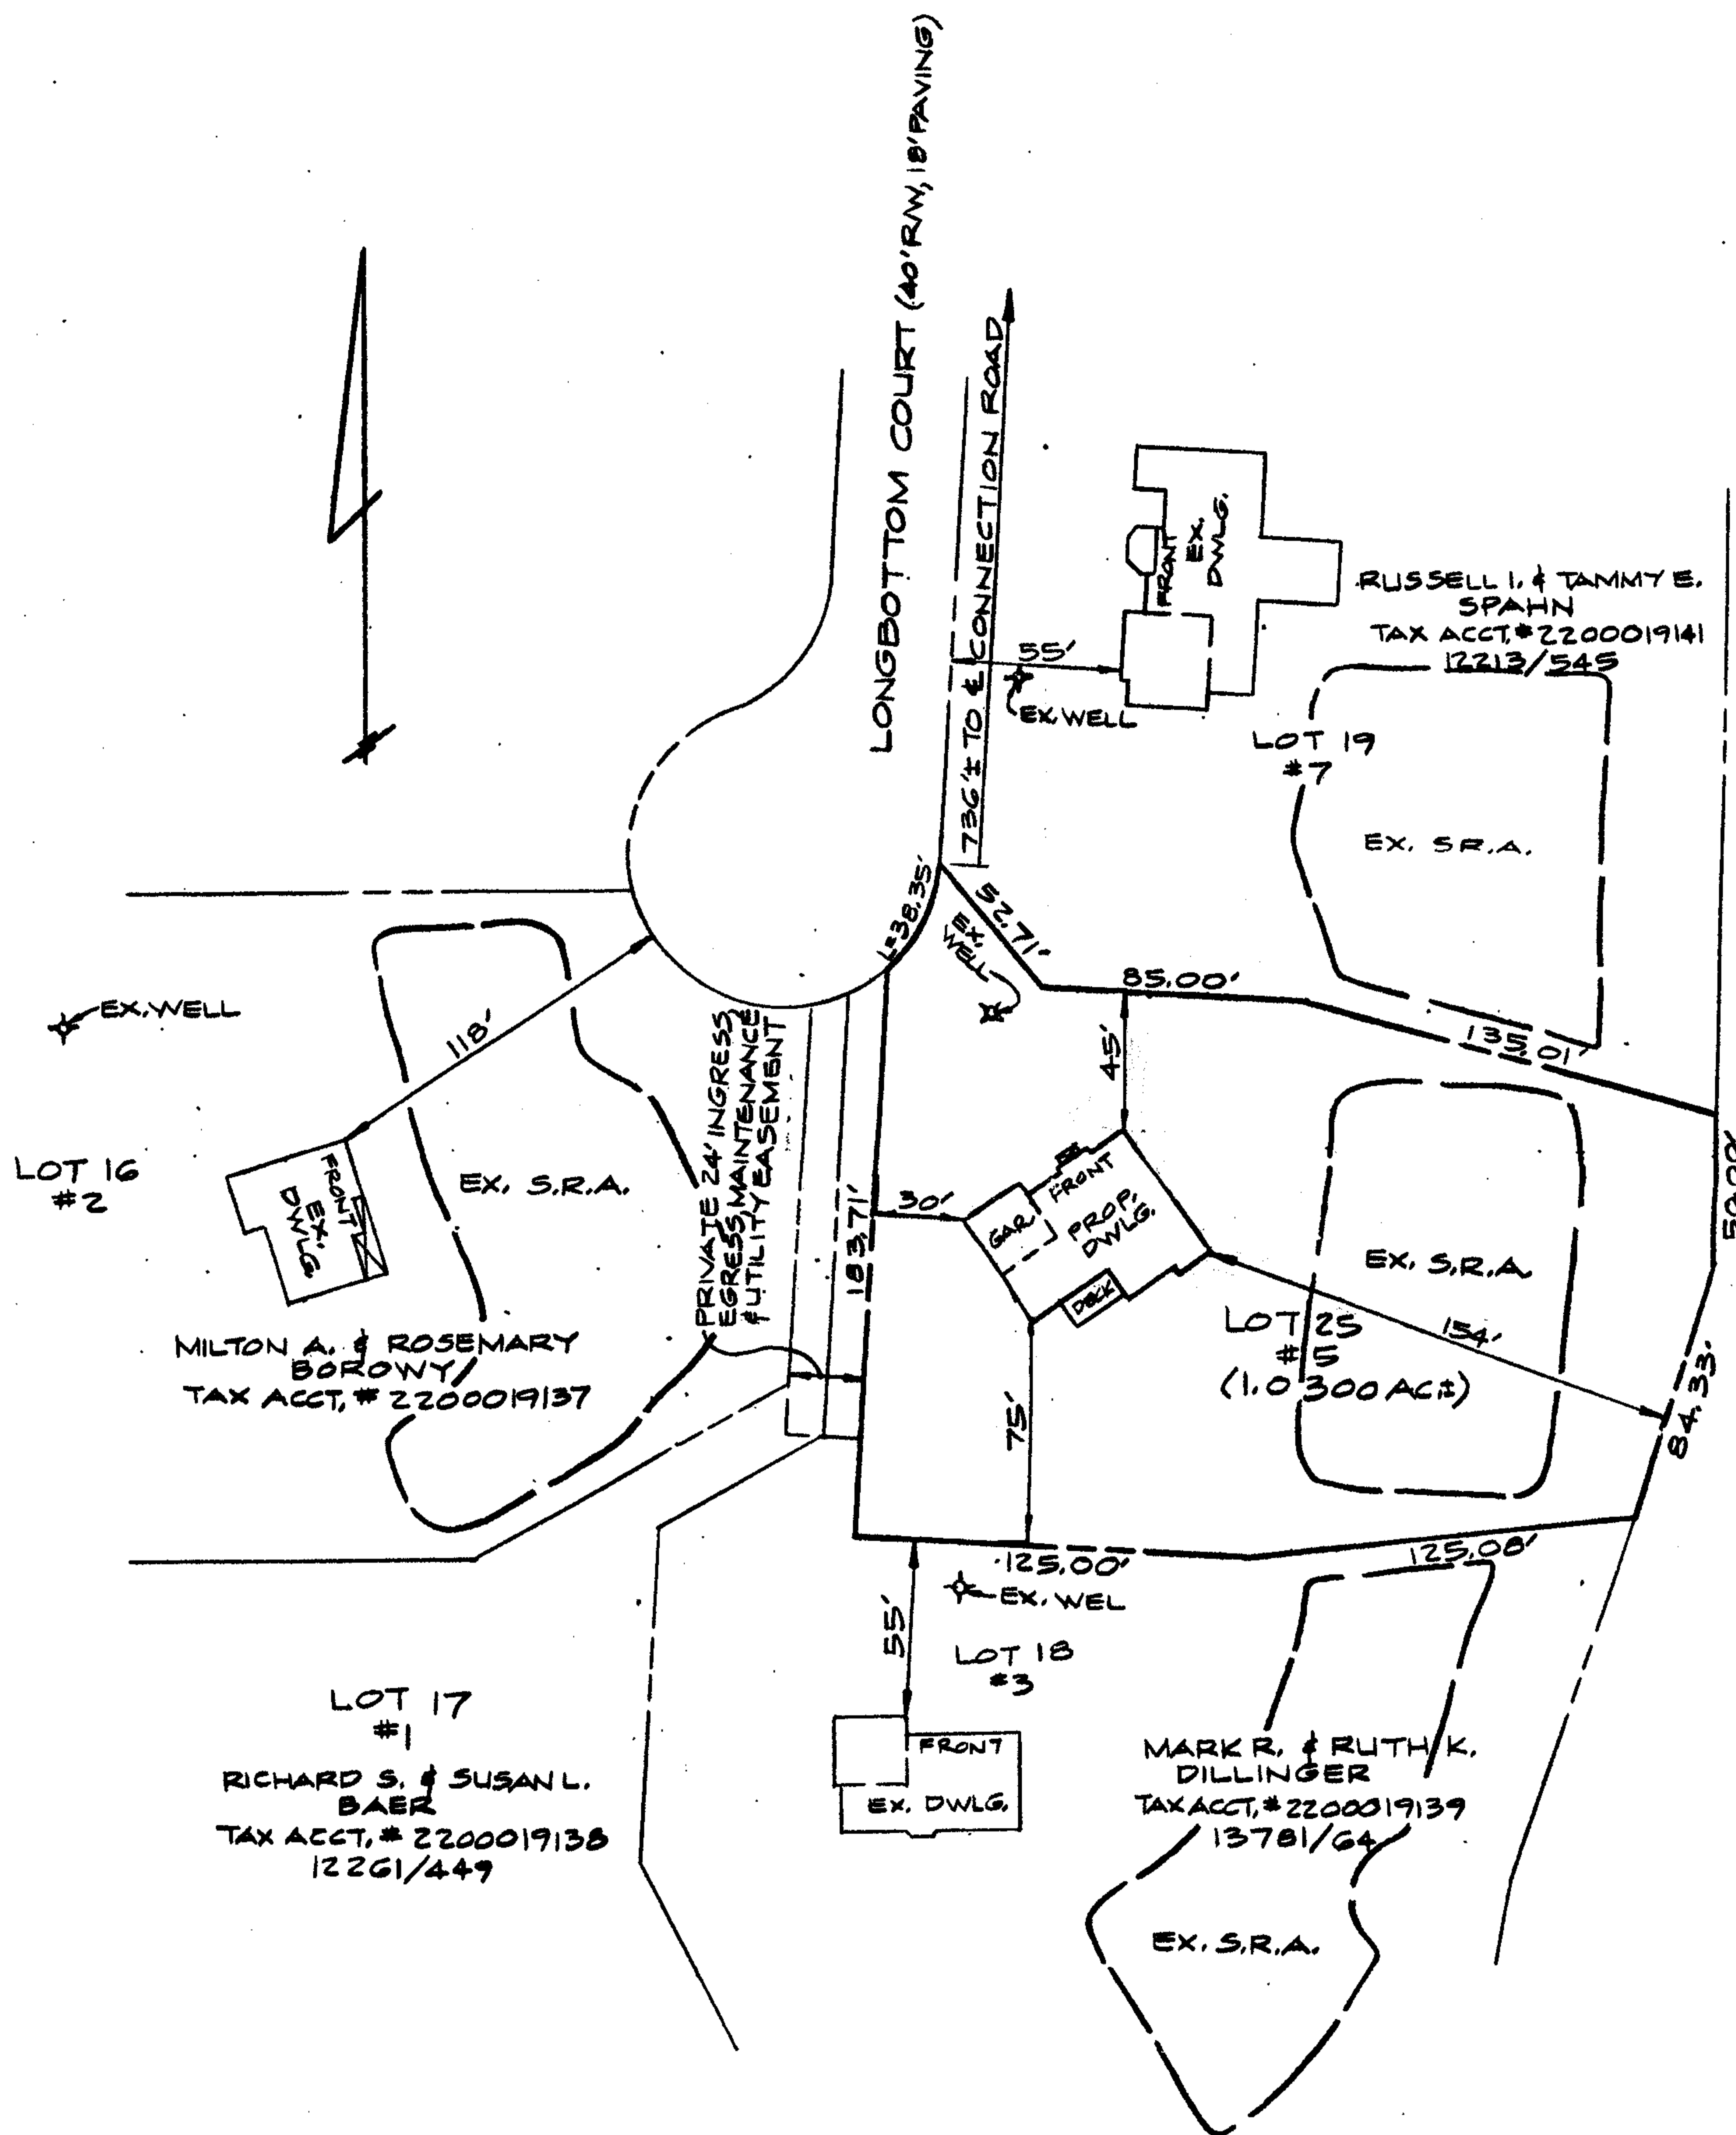 LONGBOTTOM COURT (40' R/W, 18' PAVING)
736'± TO ℄ CONNECTION ROAD
FRONT
EX.
DWLG.
RUSSELL I. & TAMMY E.
SPAHN
TAX ACCT. # 2200019141
12213/545
55'
EX. WELL
LOT 19
#7
EX. S.R.A.
L=38.35'
52.71'
EX.
WELL
85.00'
135.01'
EX. WELL
118'
PRIVATE 24' INGRESS,
EGRESS, MAINTENANCE
& UTILITY EASEMENT
45'
LOT 16
#2
FRONT
EX.
DWLG.
EX. S.R.A.
183.71'
30'
GAR
FRONT
PROP.
DWLG.
DECK
EX. S.R.A.
50.00'
LOT 25
#5
(1.0300 AC±)
154'
84.33'
MILTON A. & ROSEMARY
BOROWY/
TAX ACCT. # 2200019137
75'
125.00'
125.08'
EX. WEL
55'
LOT 18
#3
LOT 17
#1
RICHARD S. & SUSAN L.
BAER
TAX ACCT. # 2200019138
12261/449
FRONT
EX. DWLG.
MARK R. & RUTH K.
DILLINGER
TAX ACCT. # 2200019139
13781/64
EX. S.R.A.